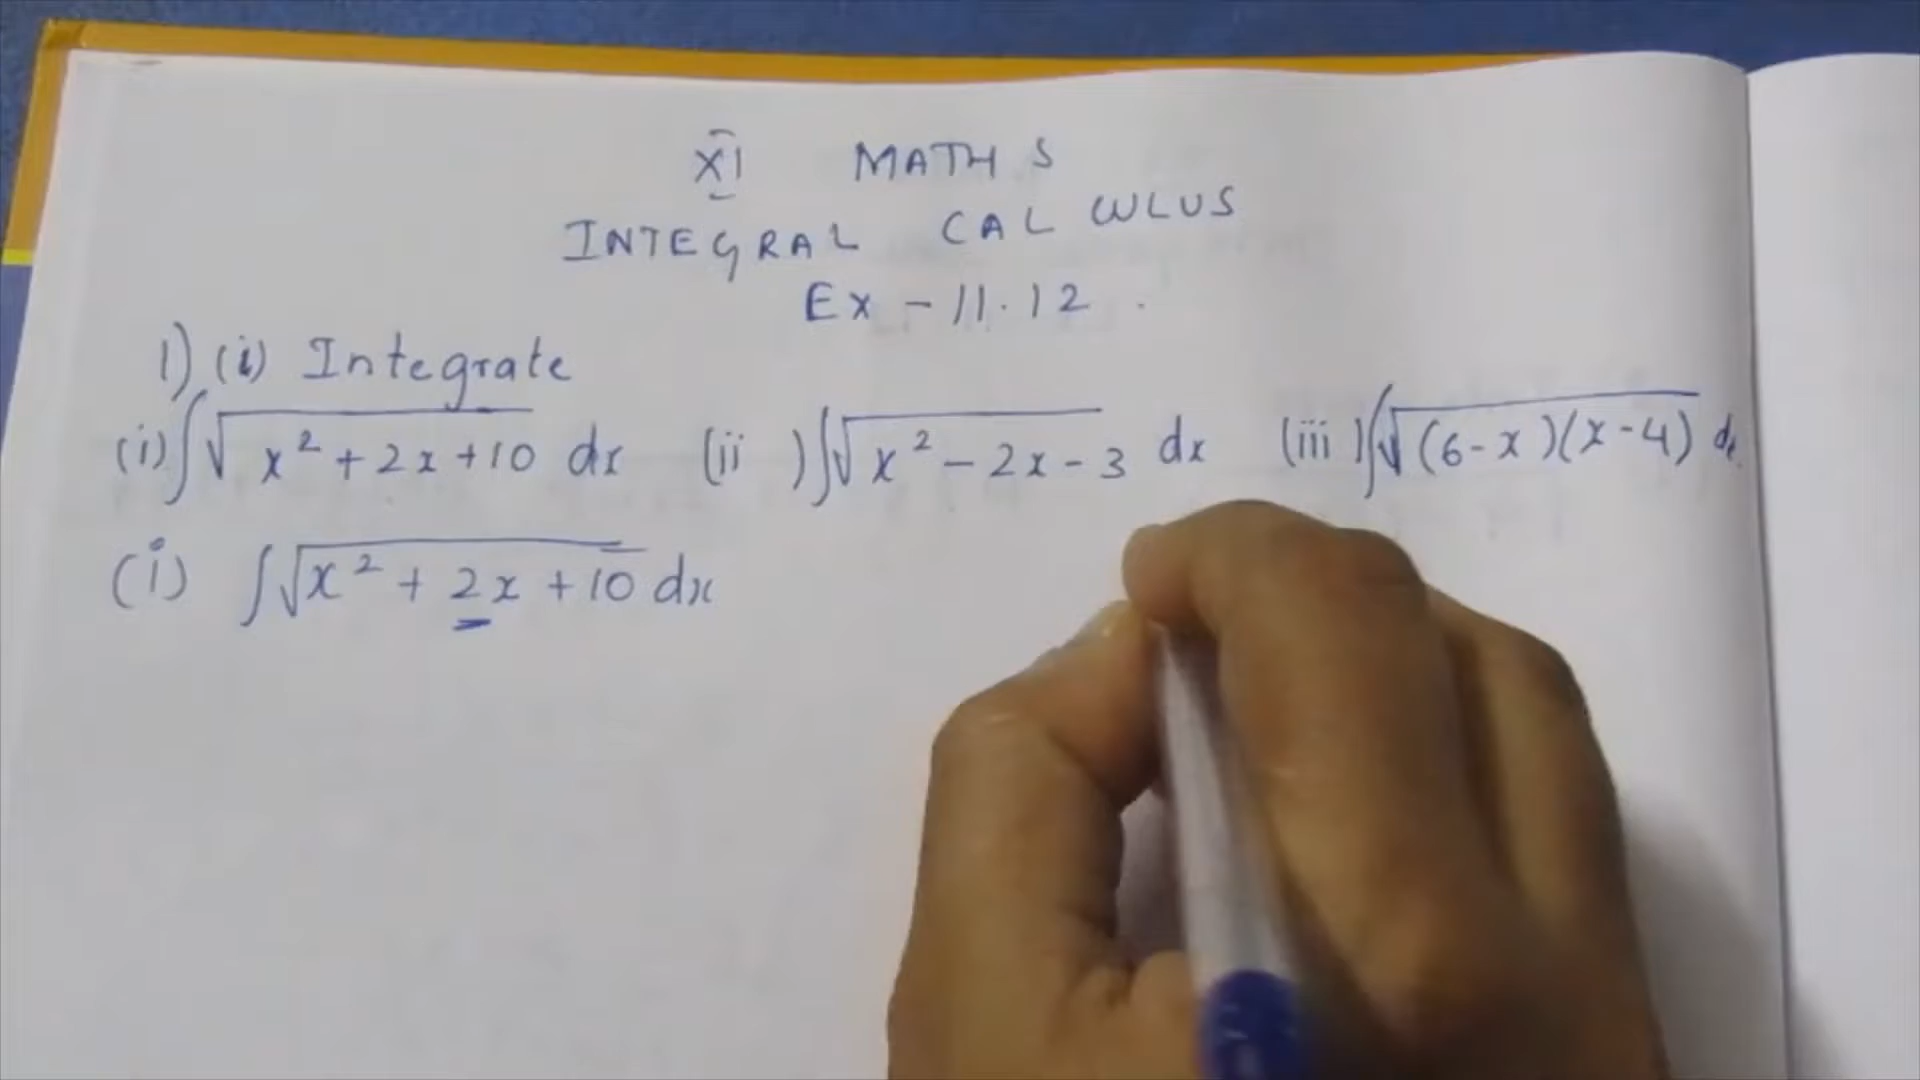 XI MATHS
INTEGRAL CALCULUS
Ex - 11.12.
1) (i) Integrate
(i) ∫√(x² + 2x + 10) dx (ii) ∫√(x² - 2x - 3) dx (iii) ∫√((6-x)(x-4)) dx
(i) ∫√(x² + 2x + 10) dx